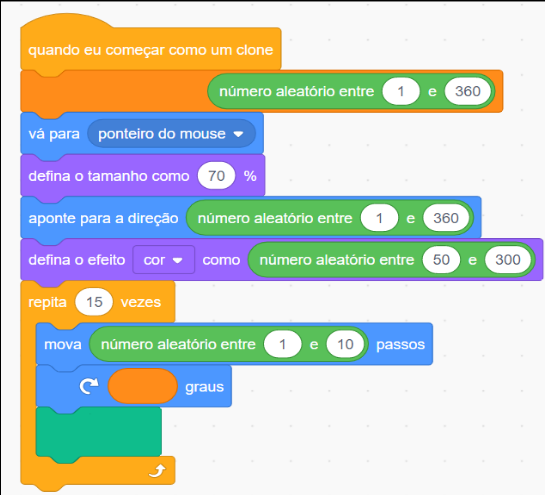 quando eu começar como um clone
número aleatório entre 1 e 360
vá para ponteiro do mouse
defina o tamanho como 70 %
aponte para a direção número aleatório entre 1 e 360
defina o efeito cor como número aleatório entre 50 e 300
repita 15 vezes
mova número aleatório entre 1 e 10 passos
graus